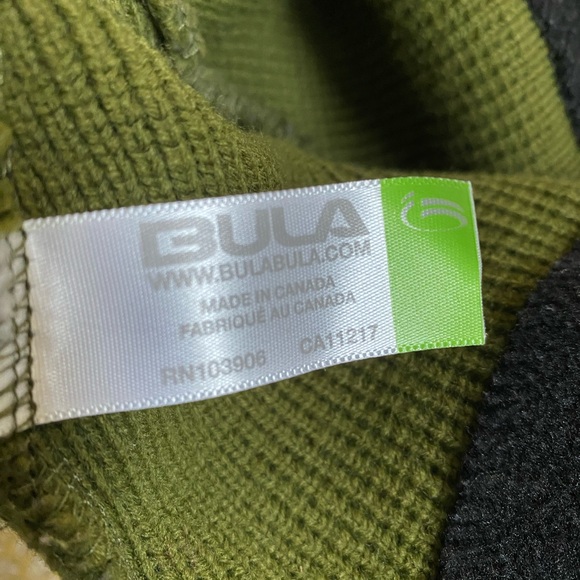 BULA
WWW.BULABULA.COM
MADE IN CANADA
FABRIQUÉ AU CANADA
RN103906 CA11217